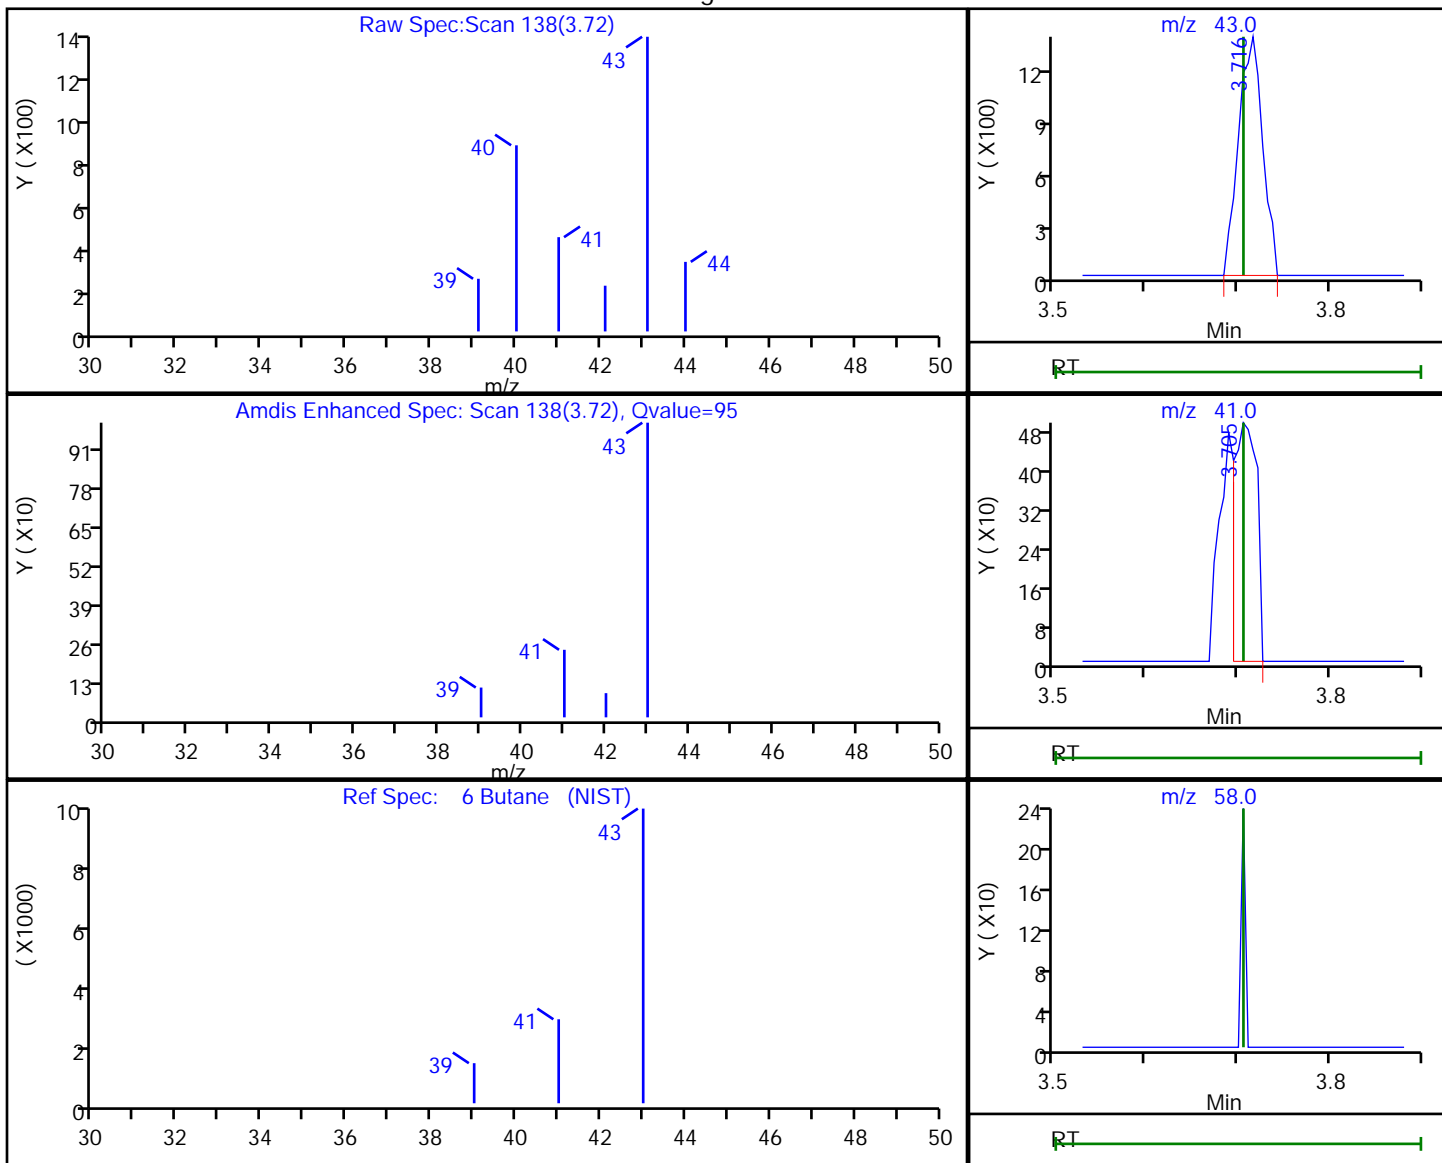 Raw Spec:Scan 138(3.72)
Y ( X100)
14
12
10
8
6
4
2
0
43
40
41
39
44
30 32 34 36 38 40 42 44 46 48 50
m/z
m/z 43.0
Y ( X100)
12
9
6
3
0
3.716
3.5 3.8
Min
RT
Amdis Enhanced Spec: Scan 138(3.72), Qvalue=95
Y ( X10)
91
78
65
52
39
26
13
0
43
41
39
30 32 34 36 38 40 42 44 46 48 50
m/z
m/z 41.0
Y ( X10)
48
40
32
24
16
8
0
3.705
3.5 3.8
Min
RT
Ref Spec: 6 Butane (NIST)
( X1000)
10
8
6
4
2
0
43
41
39
30 32 34 36 38 40 42 44 46 48 50
m/z 58.0
Y ( X10)
24
20
16
12
8
4
0
3.5 3.8
Min
RT